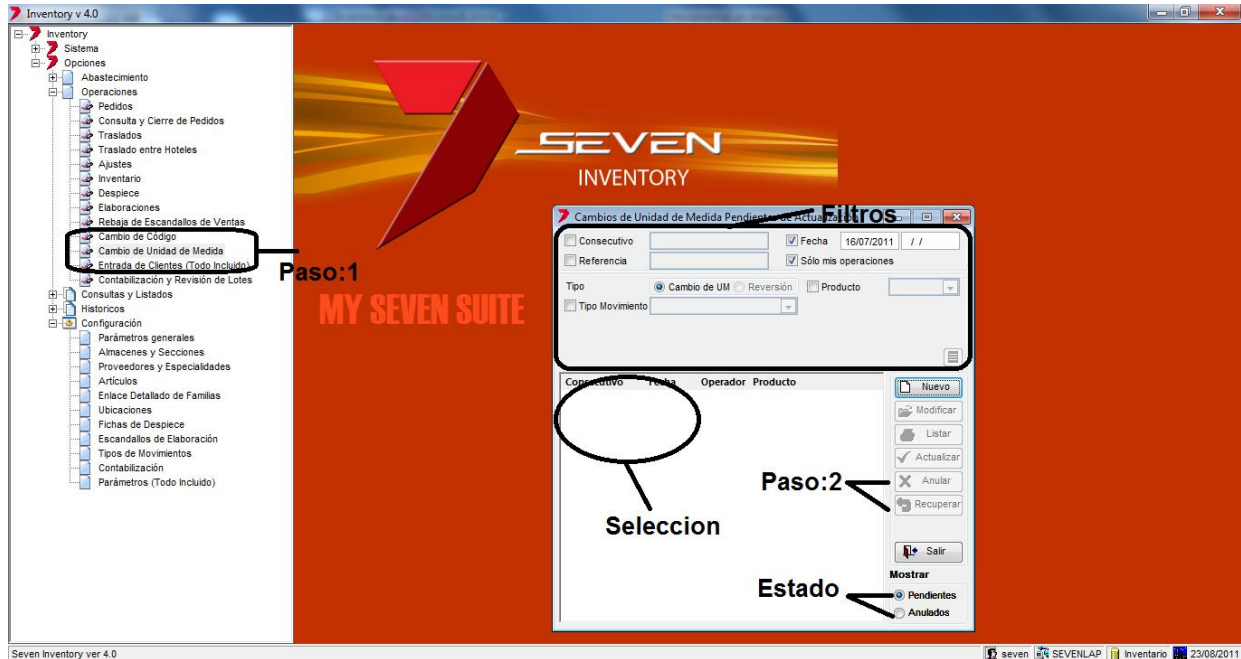 Inventory v 4.0
Inventory
Sistema
Opciones
Abastecimiento
Operaciones
Pedidos
Consulta y Cierre de Pedidos
Traslados
Traslado entre Hoteles
Ajustes
Inventario
Despiece
Elaboraciones
Rebaja de Escandallos de Ventas
Cambio de Código
Cambio de Unidad de Medida
Entrada de Clientes (Todo Incluido)
Contabilización y Revisión de Lotes
Consultas y Listados
Historicos
Configuración
Parámetros generales
Almacenes y Secciones
Proveedores y Especialidades
Artículos
Enlace Detallado de Familias
Ubicaciones
Fichas de Despiece
Escandallos de Elaboración
Tipos de Movimientos
Contabilización
Parámetros (Todo Incluido)
Paso:1
SEVEN
INVENTORY
MY SEVEN SUITE
Cambios de Unidad de Medida Pendientes de Actualización
Filtros
Consecutivo
Fecha 16/07/2011 / /
Referencia
Sólo mis operaciones
Tipo Cambio de UM Reversión Producto
Tipo Movimiento
Consecutivo Fecha Operador Producto
Nuevo
Modificar
Listar
Actualizar
Anular
Recuperar
Paso:2
Seleccion
Salir
Mostrar
Estado
Pendientes
Anulados
Seven Inventory ver 4.0
seven SEVENLAP Inventario 23/08/2011